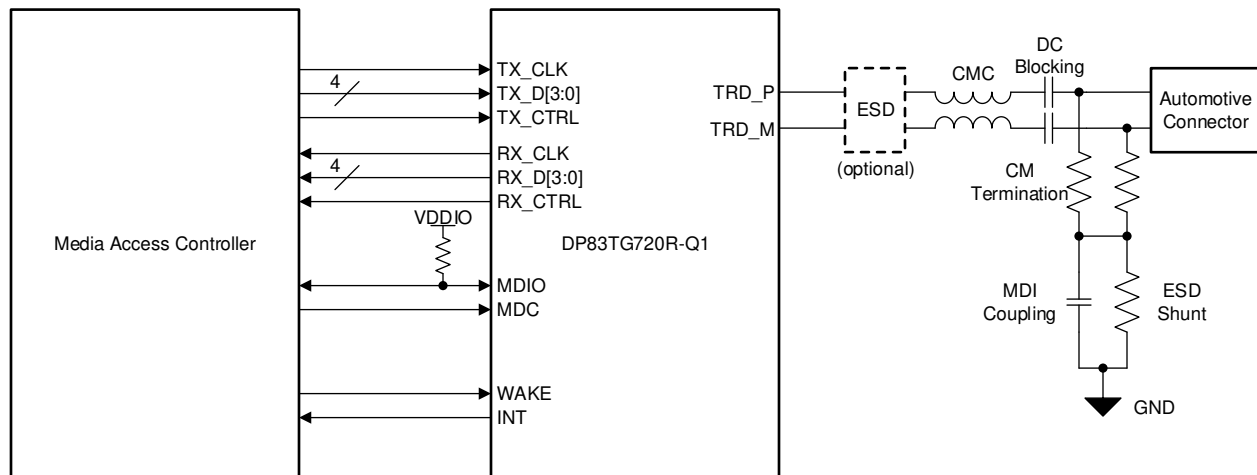 Media Access Controller
4
4
VDDIO
TX_CLK
TX_D[3:0]
TX_CTRL
RX_CLK
RX_D[3:0]
RX_CTRL
MDIO
MDC
WAKE
INT
DP83TG720R-Q1
TRD_P
TRD_M
ESD
(optional)
CMC
DC
Blocking
Automotive
Connector
CM
Termination
MDI
Coupling
ESD
Shunt
GND